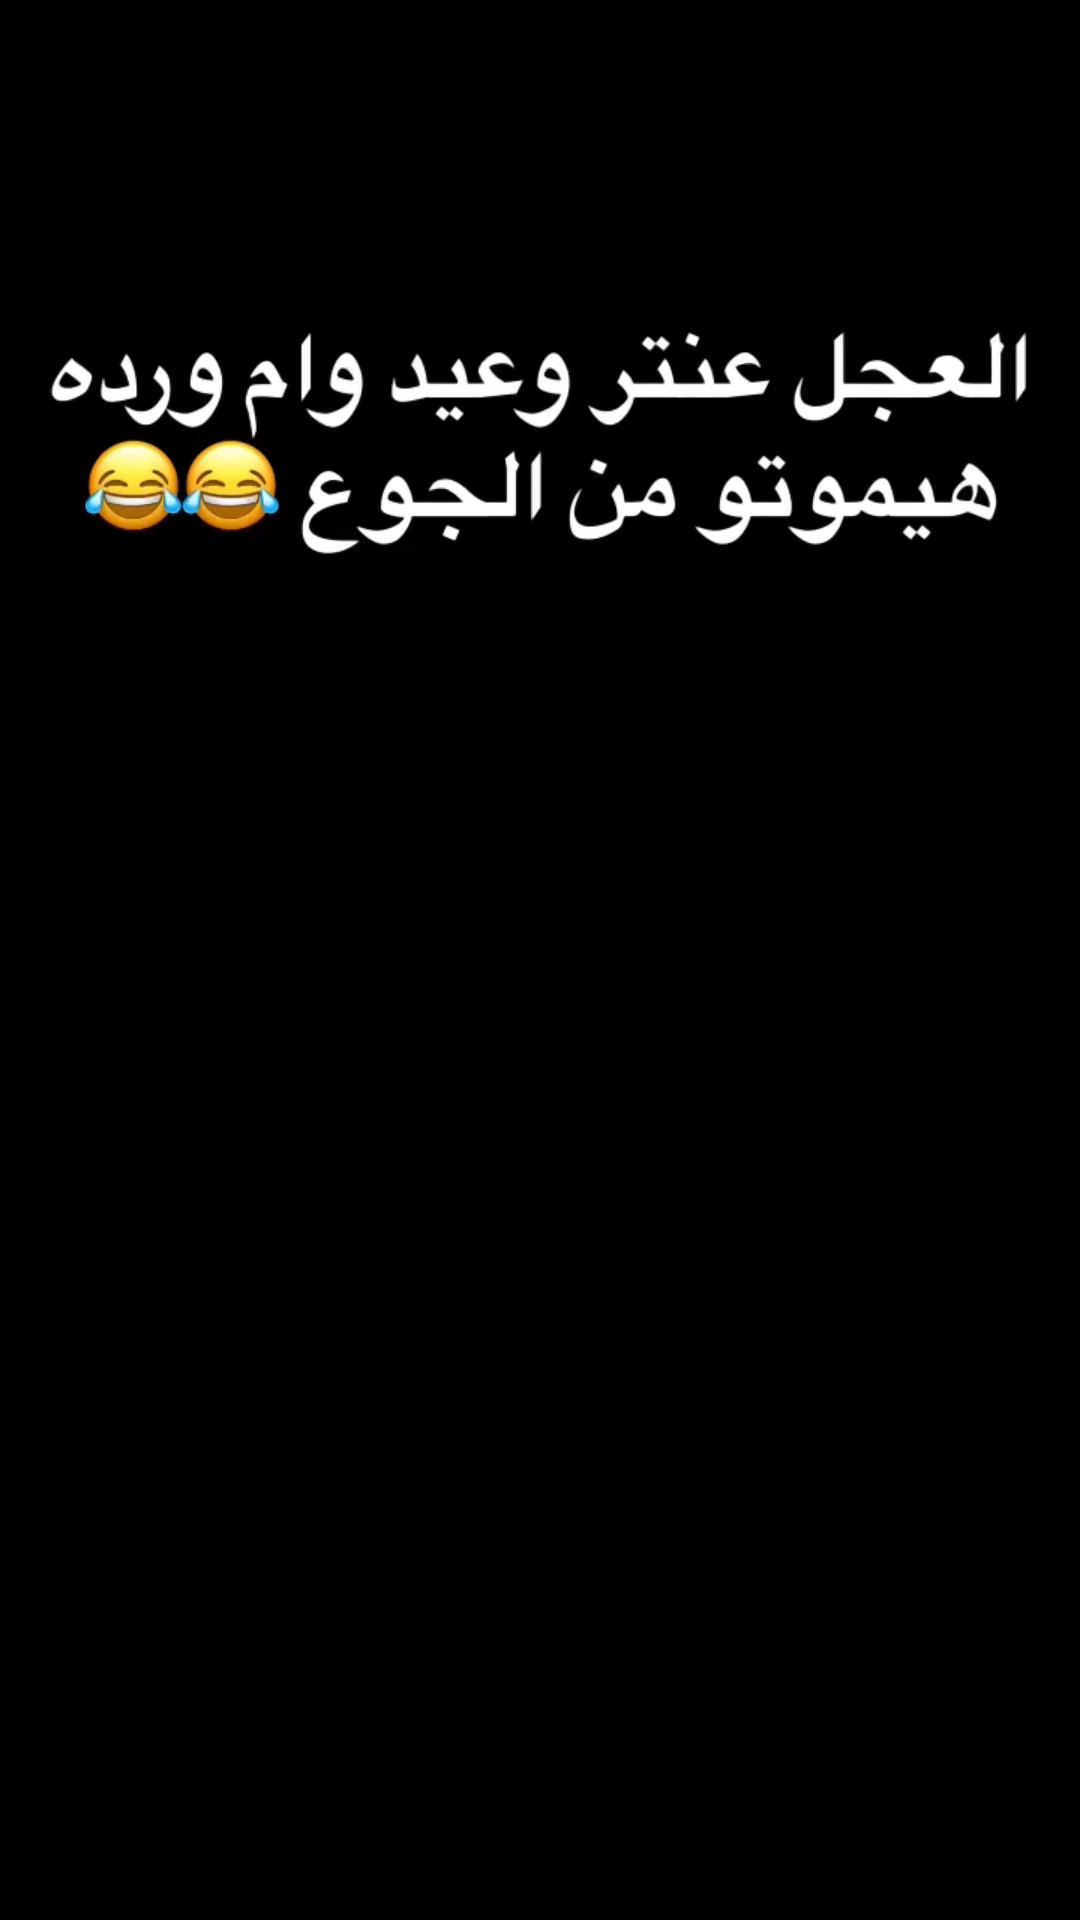 العجل عنتر وعيد وام ورده
هيموتو من الجوع 😂😂